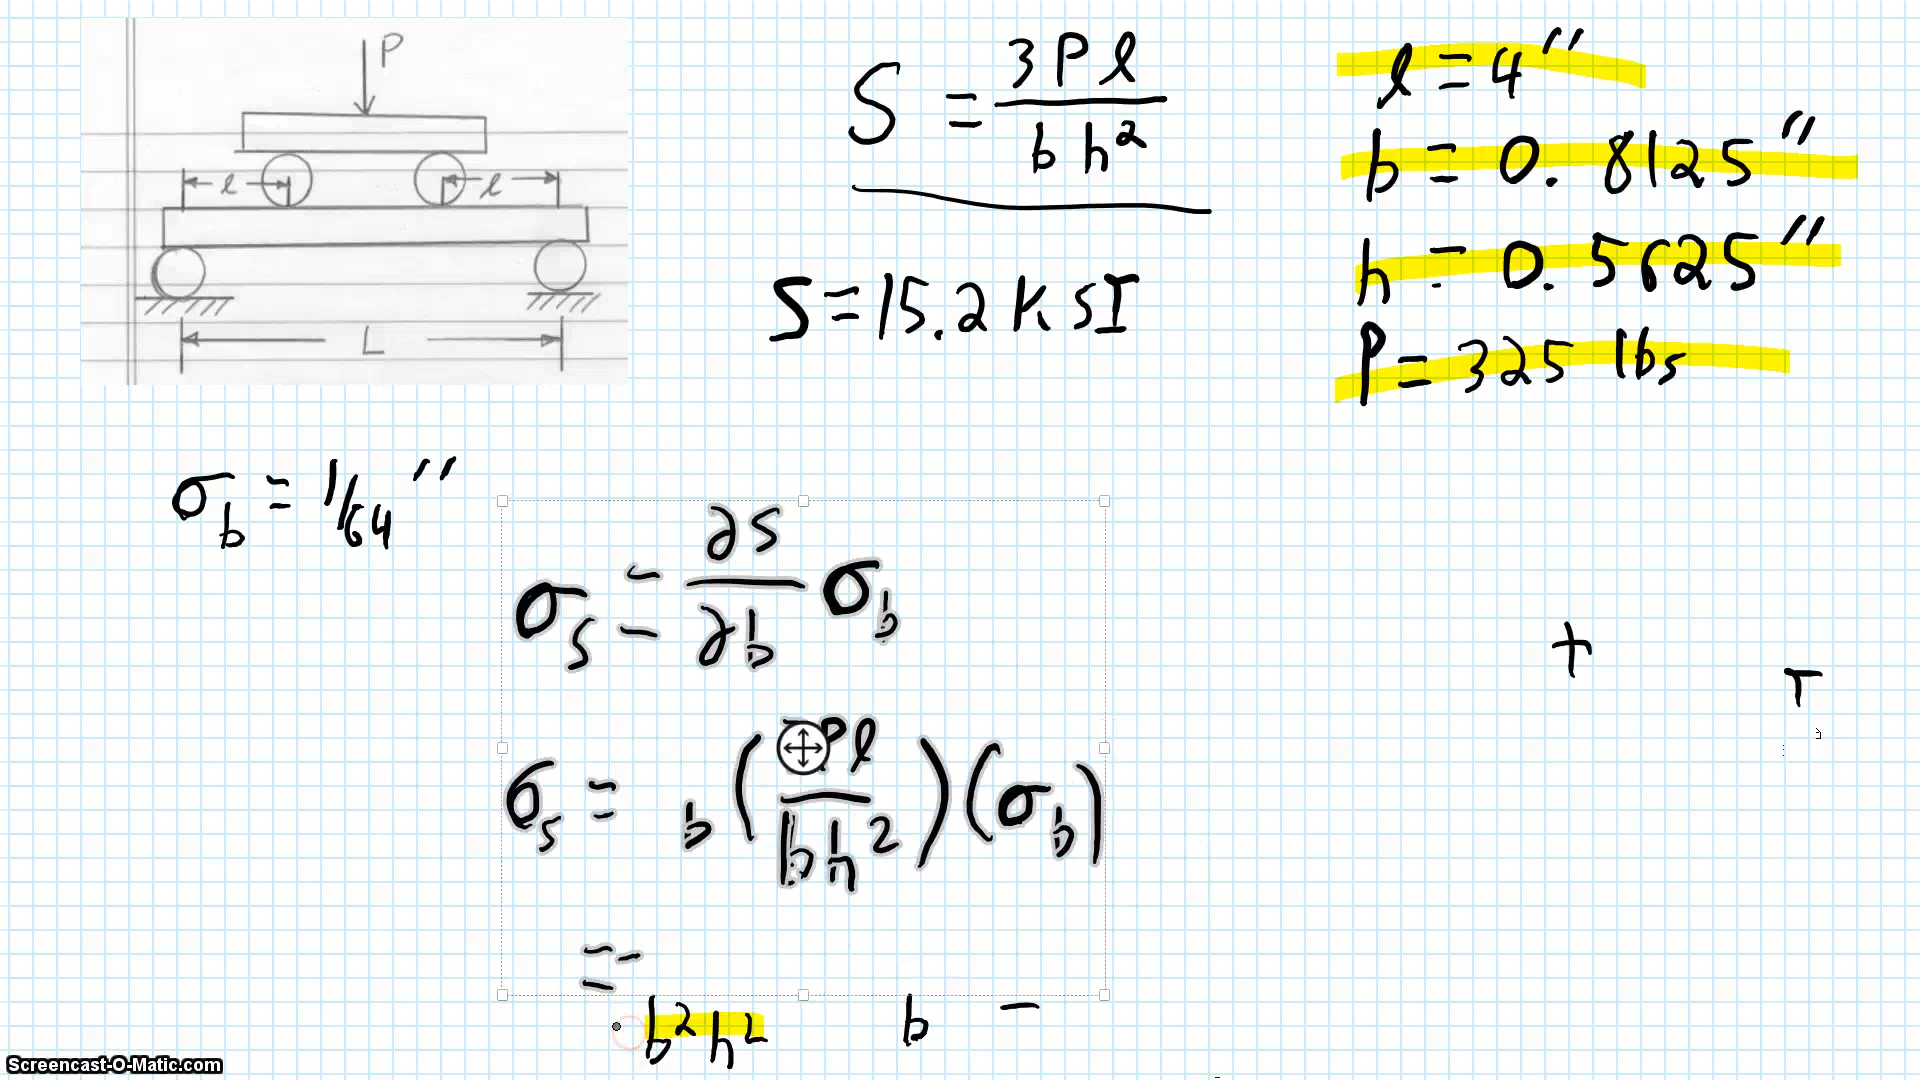 P
l l
L
S = 3Pl / bh²
S = 15.2 KSI
l = 4"
b = 0.8125"
h = 0.5625"
P = 325 lbs
σb = 1/64"
σs = ∂S / ∂b σb
σs = b ( Pl / bh² ) (σb)
= -
b²h² b -
+
Screencast-O-Matic.com